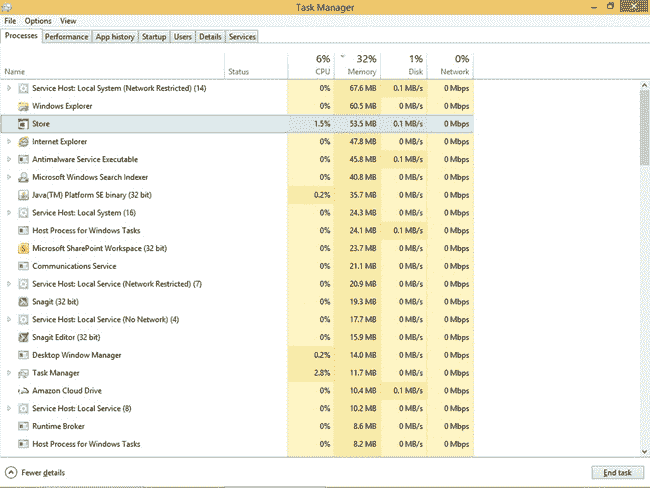 Task Manager
File Options View
Processes Performance App history Startup Users Details Services
6% 32% 1% 0%
Name Status CPU Memory Disk Network
Service Host: Local System (Network Restricted) (14) 0% 67.6 MB 0.1 MB/s 0 Mbps
Windows Explorer 0% 60.5 MB 0 MB/s 0 Mbps
Store 1.5% 53.5 MB 0.1 MB/s 0 Mbps
Internet Explorer 0% 47.8 MB 0 MB/s 0 Mbps
Antimalware Service Executable 0% 45.8 MB 0.1 MB/s 0 Mbps
Microsoft Windows Search Indexer 0% 40.8 MB 0 MB/s 0 Mbps
Java(TM) Platform SE binary (32 bit) 0.2% 35.7 MB 0 MB/s 0 Mbps
Service Host: Local System (16) 0% 24.3 MB 0 MB/s 0 Mbps
Host Process for Windows Tasks 0% 24.1 MB 0.1 MB/s 0 Mbps
Microsoft SharePoint Workspace (32 bit) 0% 23.7 MB 0 MB/s 0 Mbps
Communications Service 0% 21.1 MB 0 MB/s 0 Mbps
Service Host: Local Service (Network Restricted) (7) 0% 20.9 MB 0 MB/s 0 Mbps
Snagit (32 bit) 0% 19.3 MB 0 MB/s 0 Mbps
Service Host: Local Service (No Network) (4) 0% 17.7 MB 0 MB/s 0 Mbps
Snagit Editor (32 bit) 0% 15.9 MB 0 MB/s 0 Mbps
Desktop Window Manager 0.2% 14.0 MB 0 MB/s 0 Mbps
Task Manager 2.8% 11.7 MB 0 MB/s 0 Mbps
Amazon Cloud Drive 0% 10.4 MB 0.1 MB/s 0 Mbps
Service Host: Local Service (8) 0% 10.2 MB 0 MB/s 0 Mbps
Runtime Broker 0% 8.6 MB 0 MB/s 0 Mbps
Host Process for Windows Tasks 0% 8.2 MB 0 MB/s 0 Mbps
Fewer details End task